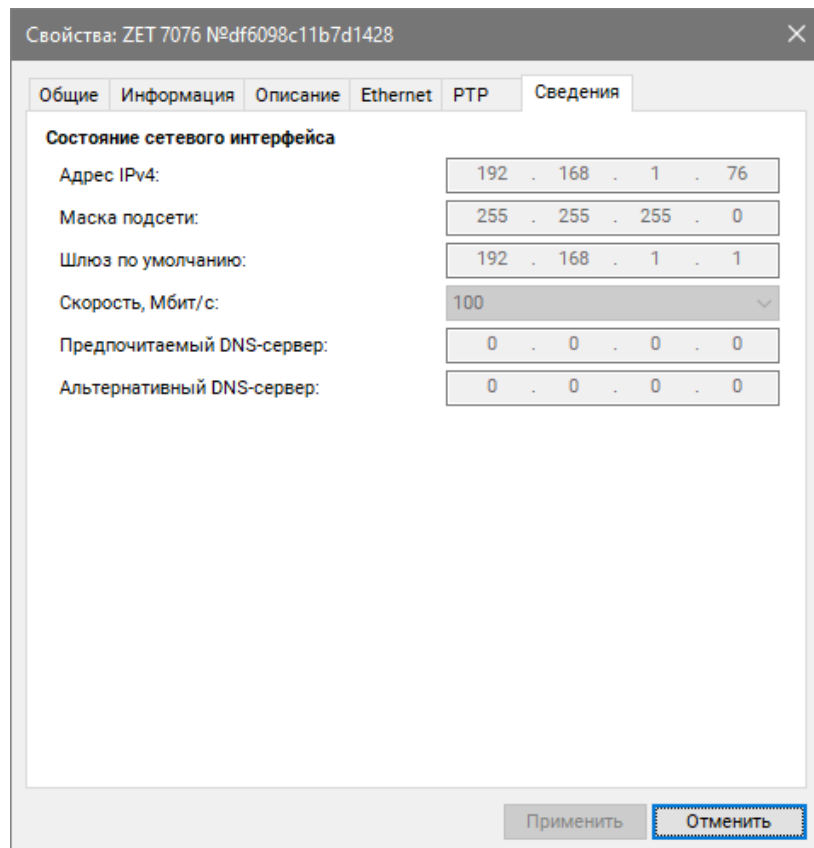 Свойства: ZET 7076 №df6098c11b7d1428
Общие Информация Описание Ethernet PTP Сведения
Состояние сетевого интерфейса
Адрес IPv4: 192 . 168 . 1 . 76
Маска подсети: 255 . 255 . 255 . 0
Шлюз по умолчанию: 192 . 168 . 1 . 1
Скорость, Мбит/с: 100
Предпочитаемый DNS-сервер: 0 . 0 . 0 . 0
Альтернативный DNS-сервер: 0 . 0 . 0 . 0
Применить Отменить